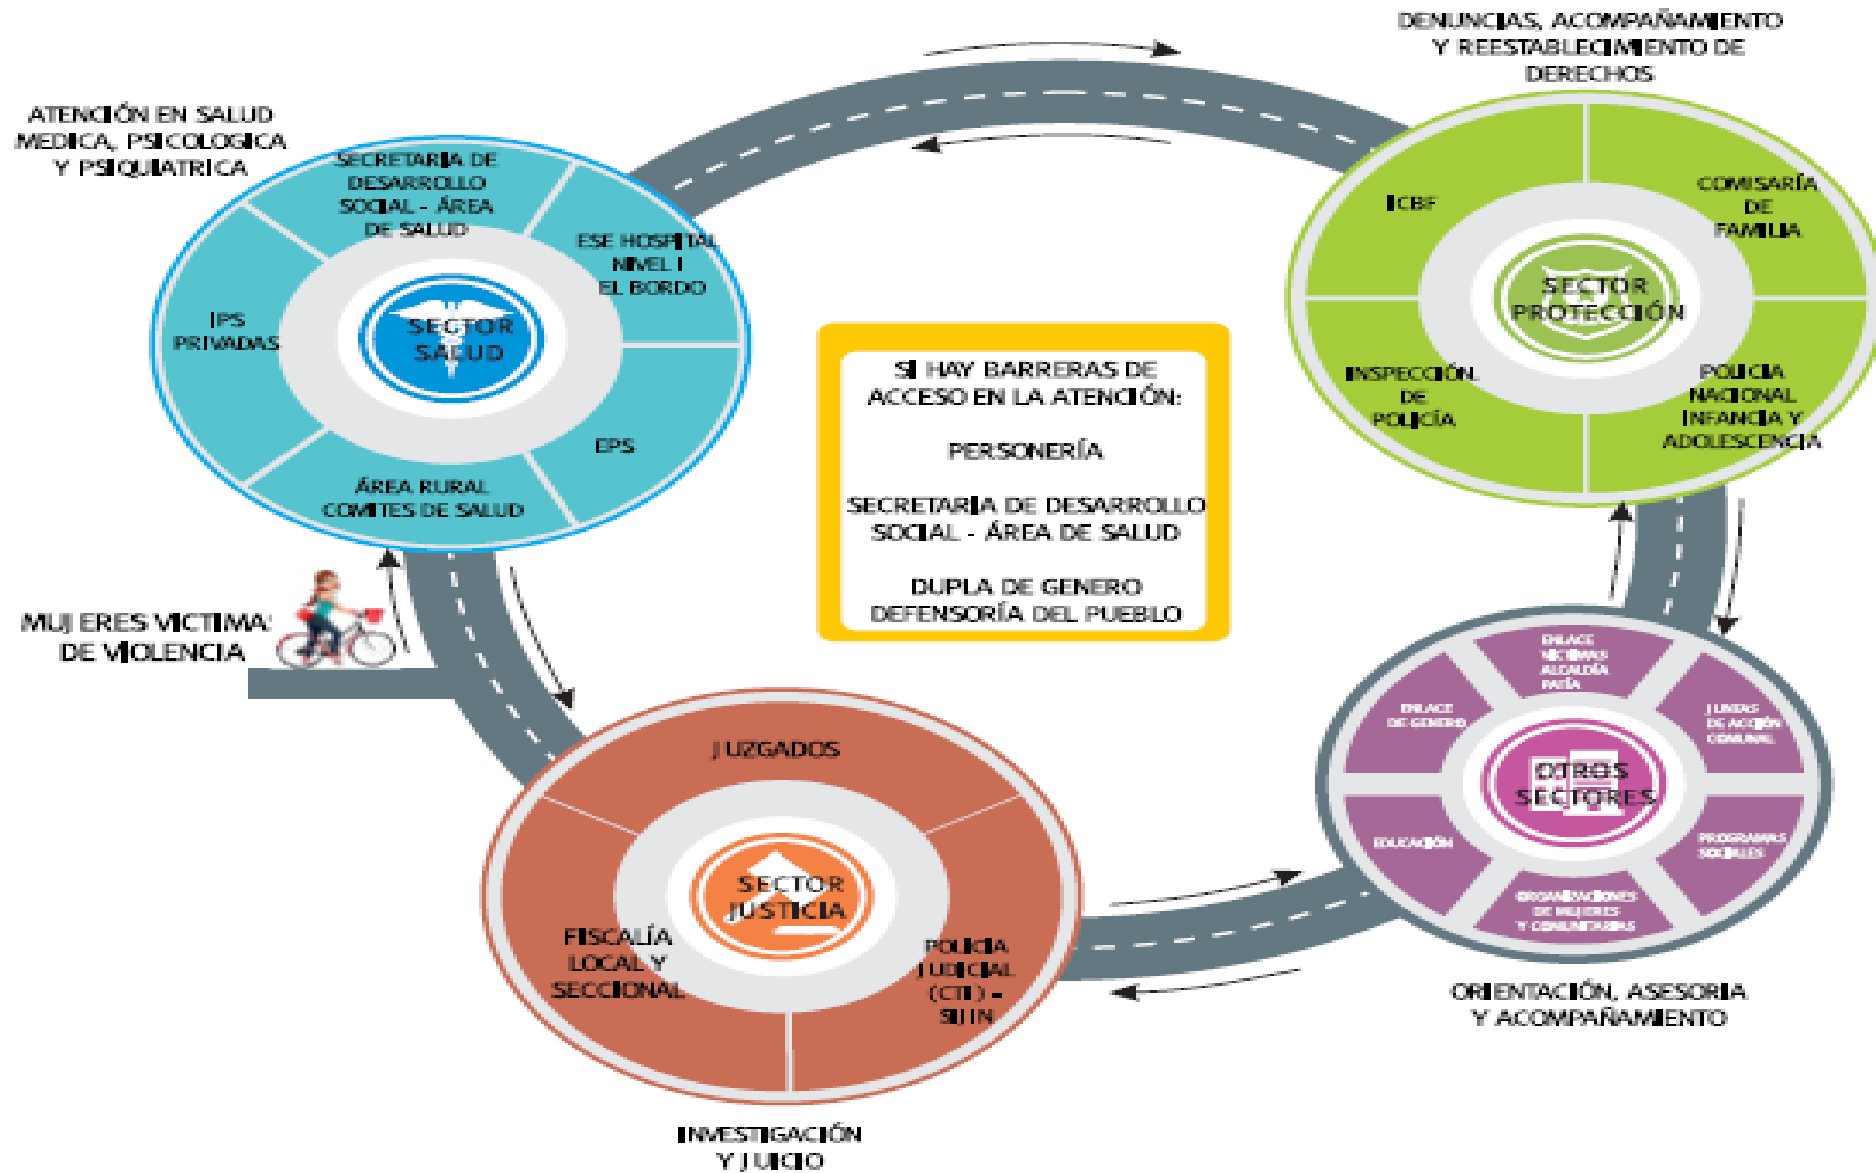 DENUNCIAS, ACOMPAÑAMIENTO
Y REESTABLECIMIENTO DE
DERECHOS
ATENCIÓN EN SALUD
MEDICA, PSICOLOGICA
Y PSIQUIATRICA
SECRETARIA DE
DESARROLLO
SOCIAL - ÁREA
DE SALUD
ESE HOSPITAL
NIVEL I
EL BORDO
IPS
PRIVADAS
SECTOR
SALUD
EPS
ÁREA RURAL
COMITES DE SALUD
ICBF
COMISARÍA
DE
FAMILIA
SECTOR
PROTECCIÓN
INSPECCIÓN
DE
POLICÍA
POLICIA
NACIONAL
INFANCIA Y
ADOLESCENCIA
SI HAY BARRERAS DE
ACCESO EN LA ATENCIÓN:
PERSONERÍA
SECRETARÍA DE DESARROLLO
SOCIAL - ÁREA DE SALUD
DUPLA DE GENERO
DEFENSORÍA DEL PUEBLO
MUJERES VICTIMA
DE VIOLENCIA
ENLACE
VÍCTIMAS
ALCALDÍA
PATÍA
ENLACE
DE GENERO
JUNTAS
DE ACCIÓN
COMUNAL
OTROS
SECTORES
EDUCACIÓN
PROGRAMAS
SOCIALES
ORGANIZACIONES
DE MUJERES
Y COMUNITARIAS
ORIENTACIÓN, ASESORIA
Y ACOMPAÑAMIENTO
JUZGADOS
SECTOR
JUSTICIA
FISCALÍA
LOCAL Y
SECCIONAL
POLICIA
JUDICIAL
(CTI) -
SIJIN
INVESTIGACIÓN
Y JUICIO